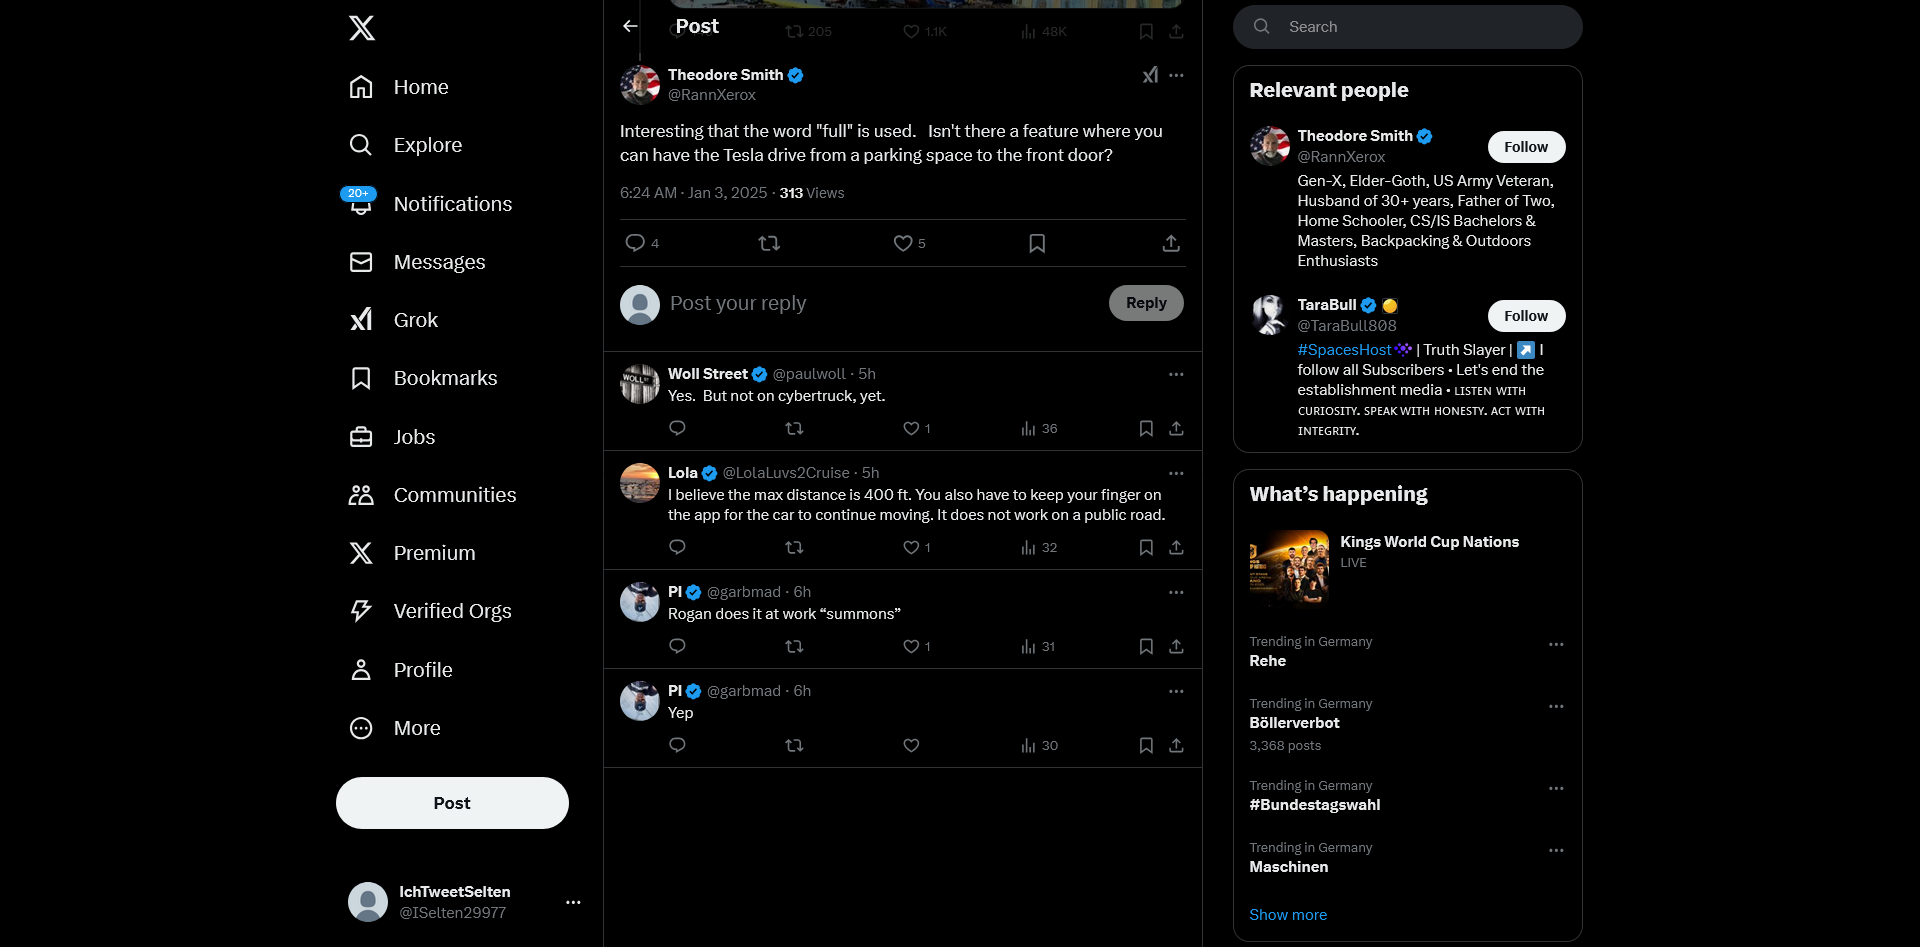 Home
Explore
20+
Notifications
Messages
Grok
Bookmarks
Jobs
Communities
Premium
Verified Orgs
Profile
More
Post
IchTweetSelten
@ISelten29977
Post
205
1.1K
48K
Theodore Smith
@RannXerox
Interesting that the word "full" is used.   Isn't there a feature where you
can have the Tesla drive from a parking space to the front door?
6:24 AM · Jan 3, 2025 · 313 Views
4
5
Post your reply
Reply
Woll Street @paulwoll · 5h
Yes.  But not on cybertruck, yet.
1
36
Lola @LolaLuvs2Cruise · 5h
I believe the max distance is 400 ft. You also have to keep your finger on
the app for the car to continue moving. It does not work on a public road.
1
32
PI @garbmad · 6h
Rogan does it at work “summons”
1
31
PI @garbmad · 6h
Yep
30
Search
Relevant people
Theodore Smith
@RannXerox
Follow
Gen-X, Elder-Goth, US Army Veteran,
Husband of 30+ years, Father of Two,
Home Schooler, CS/IS Bachelors &
Masters, Backpacking & Outdoors
Enthusiasts
TaraBull
@TaraBull808
Follow
#SpacesHost | Truth Slayer | ↗️ I
follow all Subscribers • Let's end the
establishment media • ʟɪsᴛᴇɴ ᴡɪᴛʜ
ᴄᴜʀɪᴏsɪᴛʏ. sᴘᴇᴀᴋ ᴡɪᴛʜ ʜᴏɴᴇsᴛʏ. ᴀᴄᴛ ᴡɪᴛʜ
ɪɴᴛᴇɢʀɪᴛʏ.
What’s happening
Kings World Cup Nations
LIVE
Trending in Germany
Rehe
Trending in Germany
Böllerverbot
3,368 posts
Trending in Germany
#Bundestagswahl
Trending in Germany
Maschinen
Show more